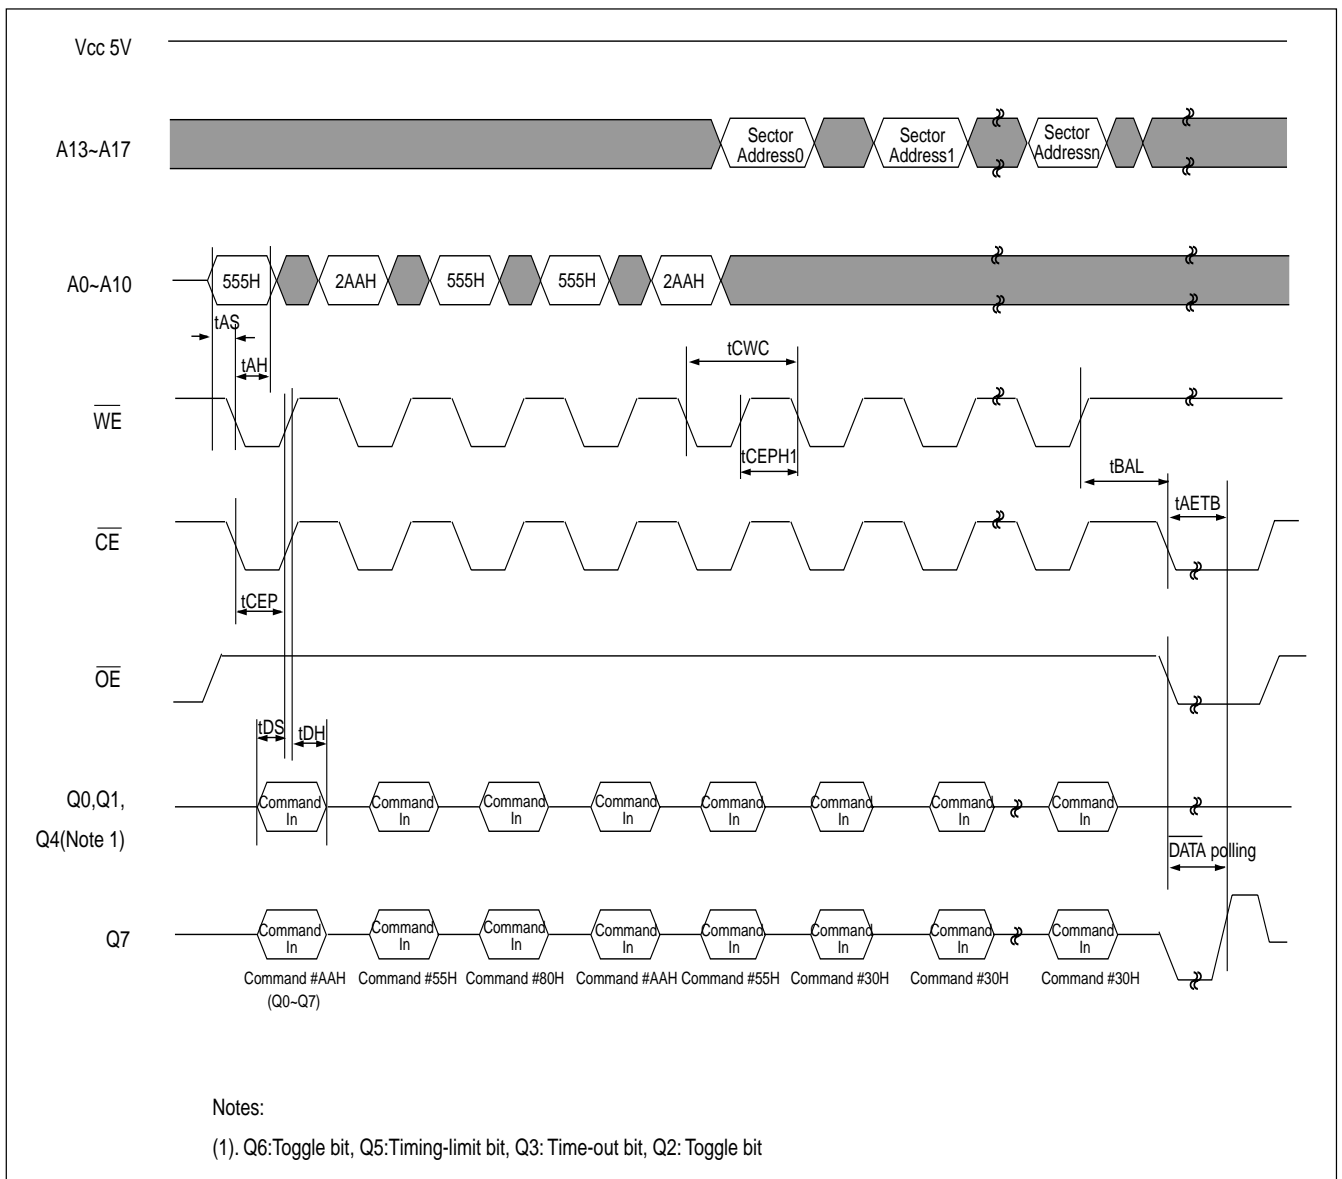 Vcc 5V
A13~A17
Sector Address0
Sector Address1
Sector Addressn
A0~A10
555H
2AAH
555H
555H
2AAH
tAS
tAH
tCWC
WE
tCEPH1
tBAL
tAETB
CE
tCEP
OE
tDS
tDH
Q0,Q1,
Q4(Note 1)
Command In
Command In
Command In
Command In
Command In
Command In
Command In
Command In
DATA polling
Q7
Command In
Command In
Command In
Command In
Command In
Command In
Command In
Command In
Command #AAH
(Q0~Q7)
Command #55H
Command #80H
Command #AAH
Command #55H
Command #30H
Command #30H
Command #30H
Notes:
(1). Q6:Toggle bit, Q5:Timing-limit bit, Q3: Time-out bit, Q2: Toggle bit